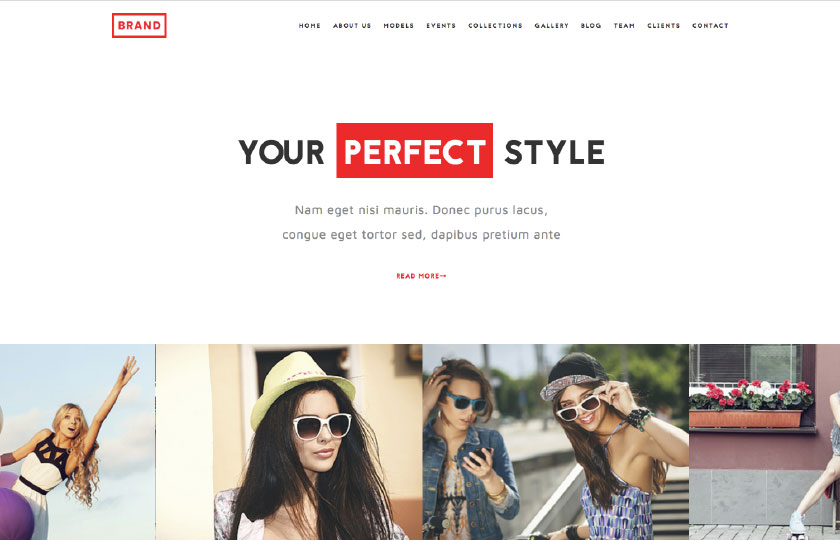 BRAND
HOME ABOUT US MODELS EVENTS COLLECTIONS GALLERY BLOG TEAM CLIENTS CONTACT
YOUR PERFECT STYLE
Nam eget nisi mauris. Donec purus lacus,
congue eget tortor sed, dapibus pretium ante
READ MORE→